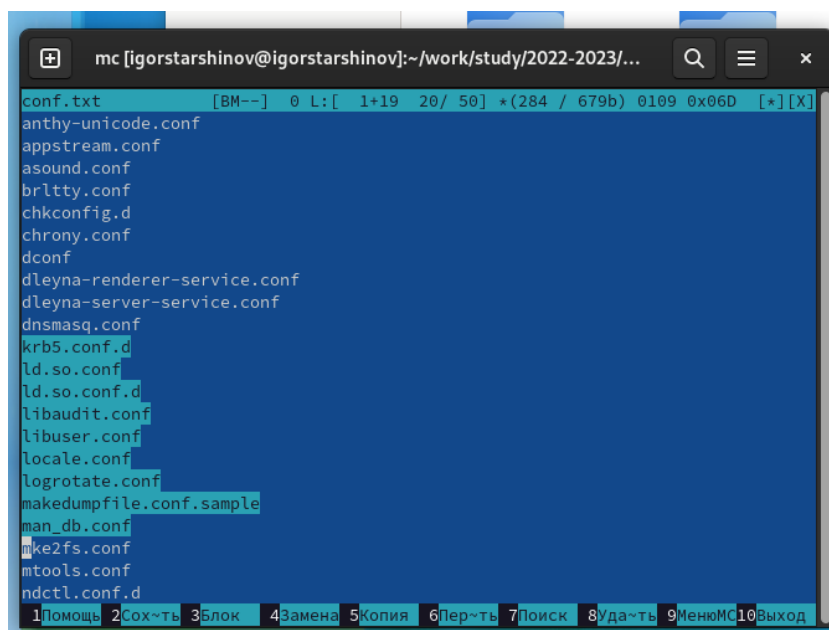 mc [igorstarshinov@igorstarshinov]:~/work/study/2022-2023/...
conf.txt [BM--] 0 L:[ 1+19 20/ 50] *(284 / 679b) 0109 0x06D [*][X]
anthy-unicode.conf
appstream.conf
asound.conf
brltty.conf
chkconfig.d
chrony.conf
dconf
dleyna-renderer-service.conf
dleyna-server-service.conf
dnsmasq.conf
krb5.conf.d
ld.so.conf
ld.so.conf.d
libaudit.conf
libuser.conf
locale.conf
logrotate.conf
makedumpfile.conf.sample
man_db.conf
mke2fs.conf
mtools.conf
ndctl.conf.d
1Помощь 2Сох~ть 3Блок 4Замена 5Копия 6Пер~ть 7Поиск 8Уда~ть 9МенюМС10Выход